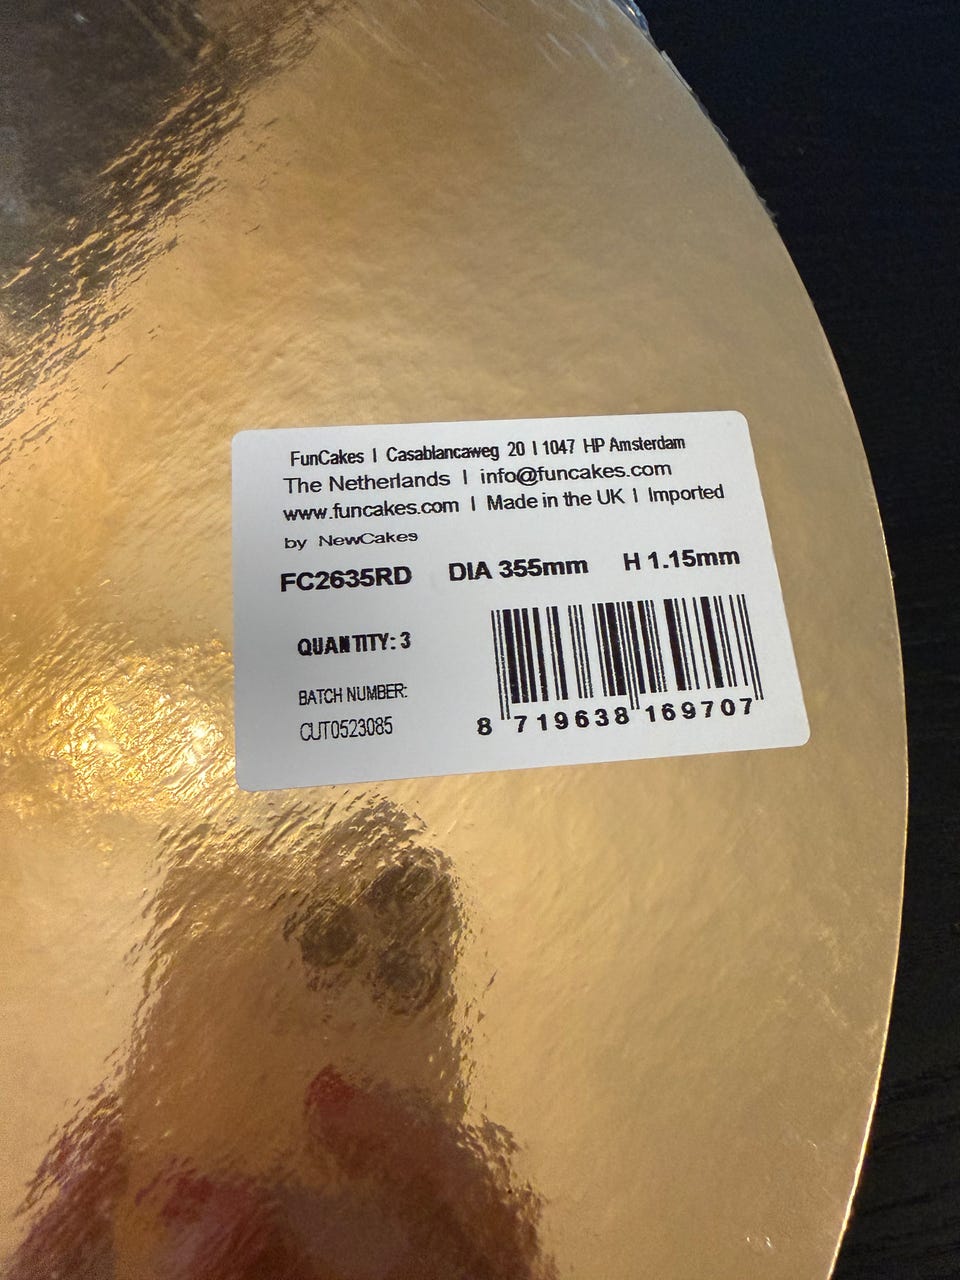 FunCakes | Casablancaweg 20 | 1047 HP Amsterdam
The Netherlands | info@funcakes.com
www.funcakes.com | Made in the UK | Imported
by NewCakes
FC2635RD DIA 355mm H 1.15mm
QUANTITY: 3
BATCH NUMBER:
CUT0523085
8 719638 169707